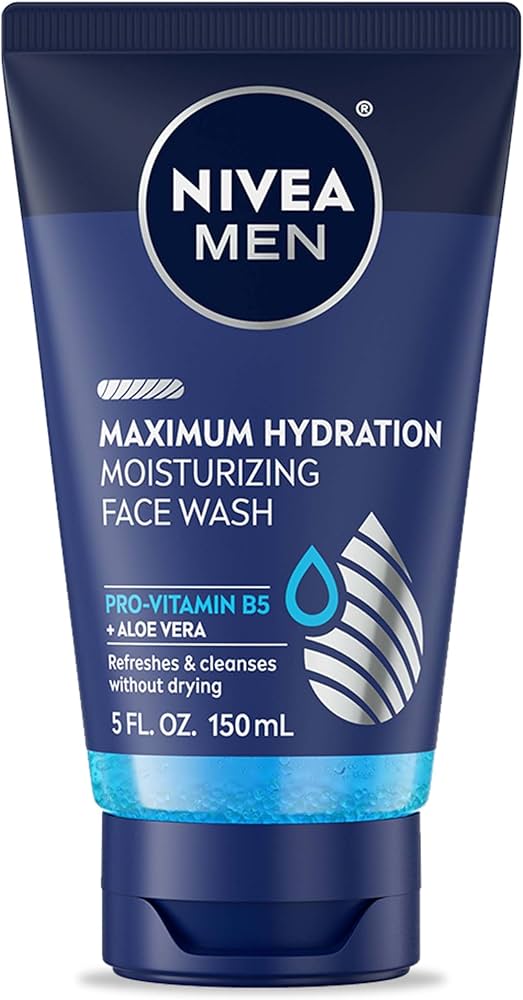 NIVEA
MEN
®
MAXIMUM HYDRATION
MOISTURIZING
FACE WASH
PRO-VITAMIN B5
+ ALOE VERA
Refreshes & cleanses
without drying
5 FL. OZ. 150 mL